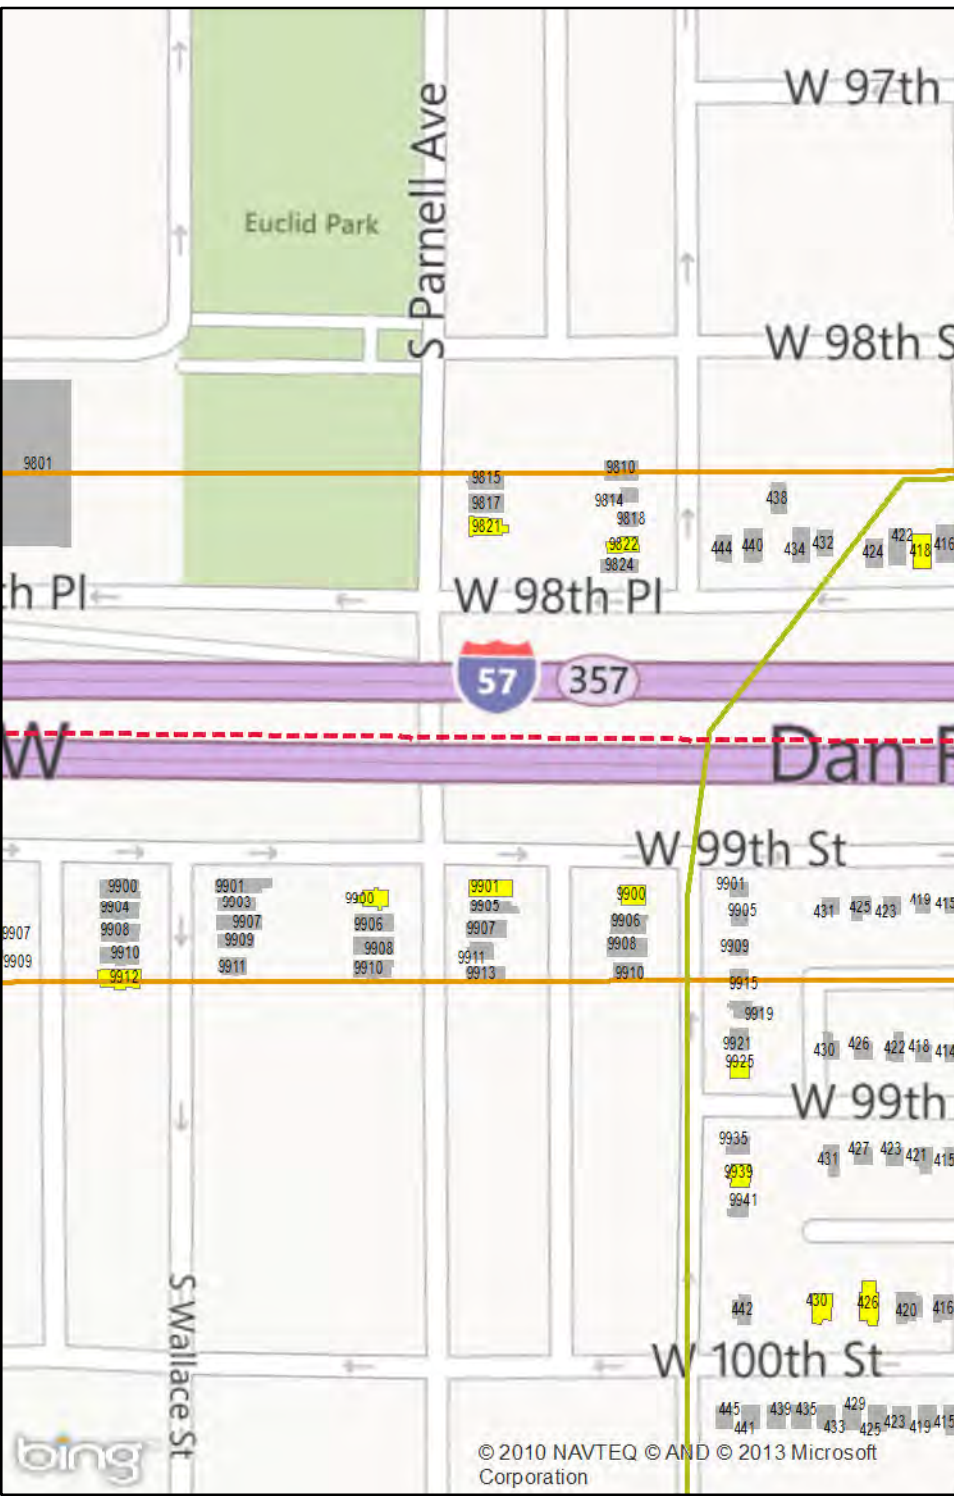 W 97th
S Parnell Ave
Euclid Park
W 98th S
9801
9815
9810
9817
9814
438
9821
9818
9822
9824
444 440 434 432 424 422 418 416
th Pl
W 98th Pl
57
357
W
Dan
W 99th St
9900
9901
9900
9901
9900
9901
9904
9903
9906
9905
9906
9905
431 425 423 419 415
9907
9908
9907
9908
9907
9908
9909
9909
9910
9909
9911
9910
9911
9910
9912
9913
9915
9919
9921
430 426 422 418 414
9925
W 99th
9935
431 427 423 421 415
9939
9941
S Wallace St
442
430 426 420 416
W 100th St
445 439 435 429
441 433 425 423 419 415
bing
© 2010 NAVTEQ © AND © 2013 Microsoft
Corporation